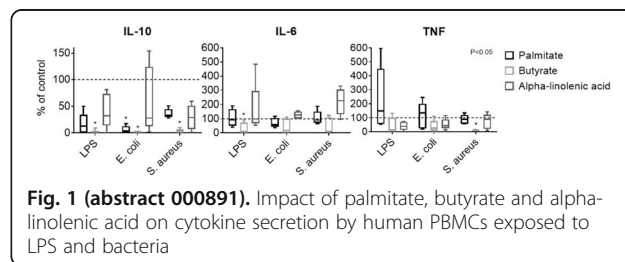 IL-10
IL-6
TNF
% of control
150
100
50
0
600
500
400
300
200
100
0
600
500
400
300
200
100
0
P<0.05
Palmitate
Butyrate
Alpha-linolenic acid
LPS
E. coli
S. aureus
LPS
E. coli
S. aureus
LPS
E. coli
S. aureus
Fig. 1 (abstract 000891). Impact of palmitate, butyrate and alpha-
linolenic acid on cytokine secretion by human PBMCs exposed to
LPS and bacteria